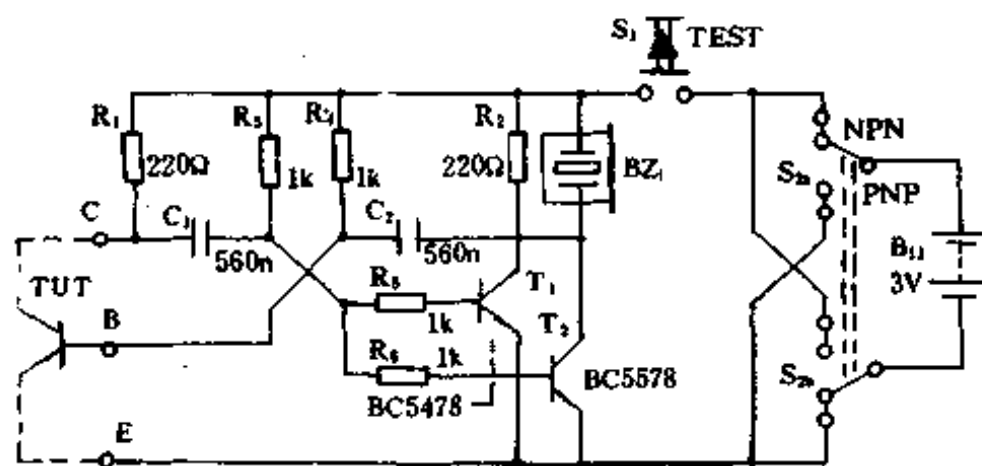 S₁ TEST
R₁ R₃ R₄ R₂ NPN
220Ω 1k 1k 220Ω BZ₁ S₂ₐ PNP
C C₁ C₂
560n 560n
TUT R₅ T₁ 3V
B 1k T₂
R₆ 1k S₂b
BC5478 BC5578
E